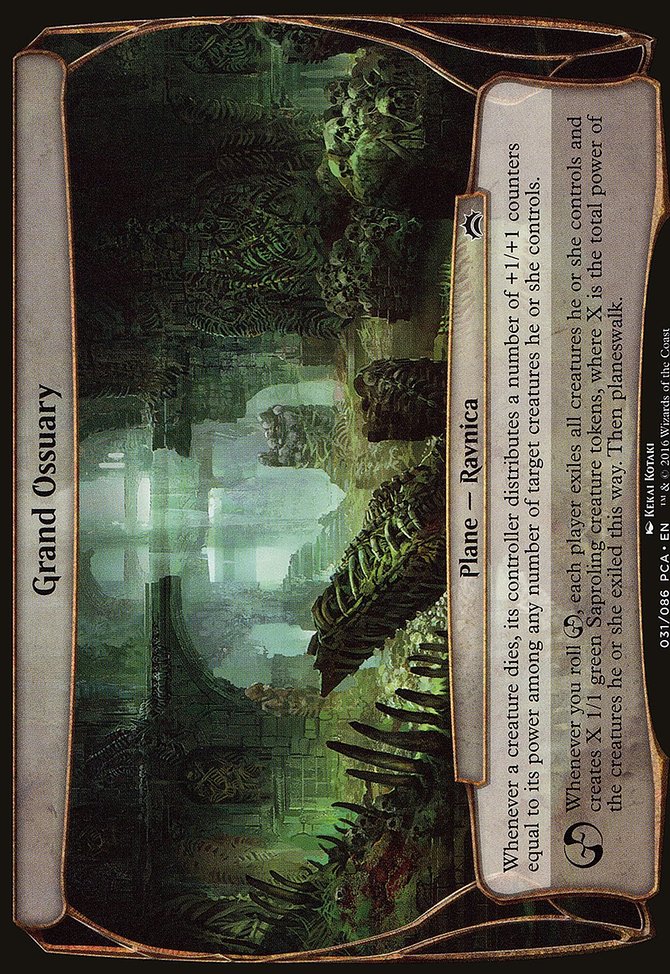 Grand Ossuary
Plane — Ravnica
Whenever a creature dies, its controller distributes a number of +1/+1 counters
equal to its power among any number of target creatures he or she controls.
Whenever you roll , each player exiles all creatures he or she controls and
creates X 1/1 green Saproling creature tokens, where X is the total power of
the creatures he or she exiled this way. Then planeswalk.
Kekai Kotaki
031/086 PCA • EN ™ & © 2016 Wizards of the Coast